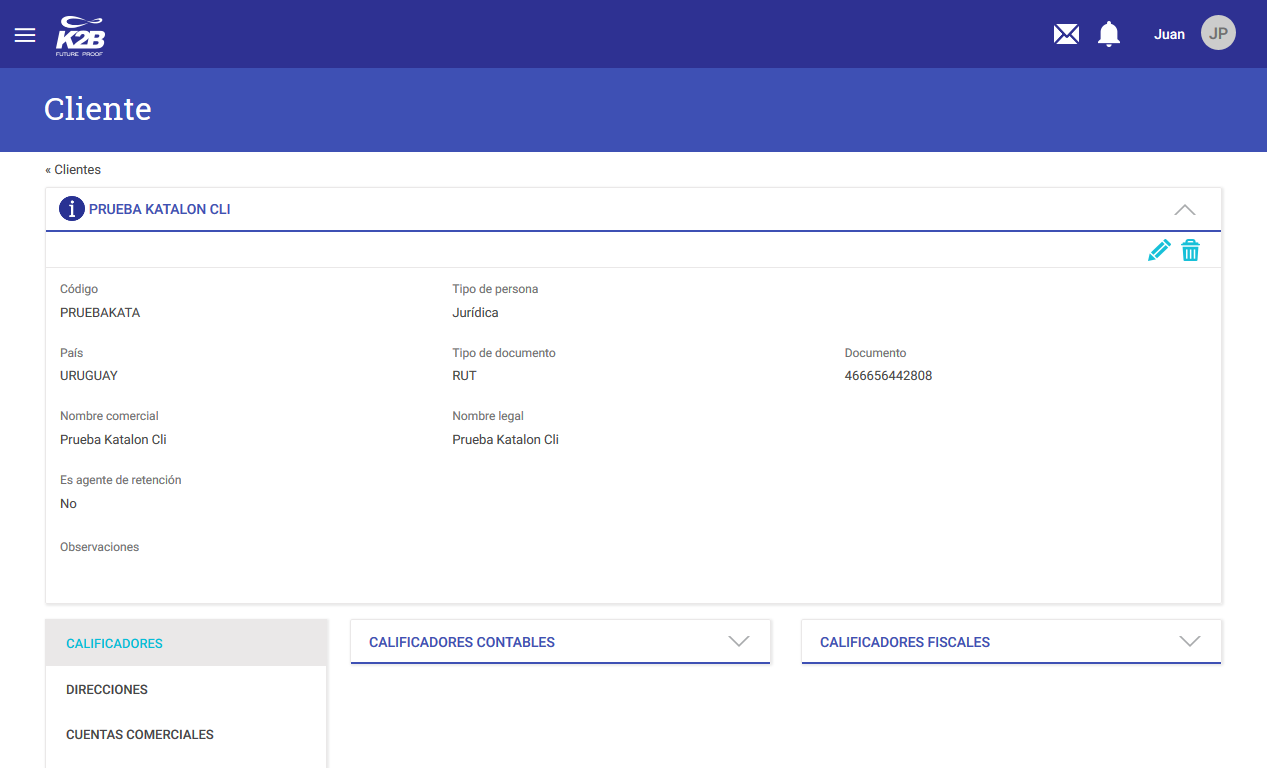 K2B
FUTURE PROOF
Juan
JP
Cliente
« Clientes
i PRUEBA KATALON CLI
Código
Tipo de persona
PRUEBAKATA
Jurídica
País
Tipo de documento
Documento
URUGUAY
RUT
466656442808
Nombre comercial
Nombre legal
Prueba Katalon Cli
Prueba Katalon Cli
Es agente de retención
No
Observaciones
CALIFICADORES
CALIFICADORES CONTABLES
CALIFICADORES FISCALES
DIRECCIONES
CUENTAS COMERCIALES